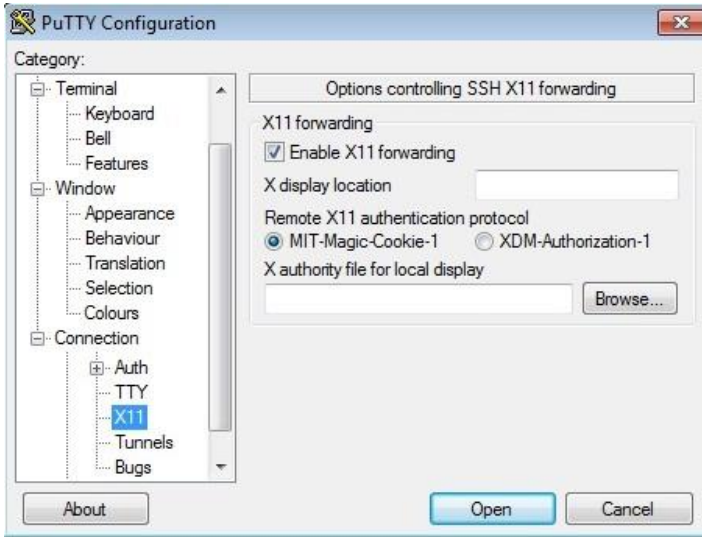 PuTTY Configuration
Category:
Terminal
Keyboard
Bell
Features
Window
Appearance
Behaviour
Translation
Selection
Colours
Connection
Auth
TTY
X11
Tunnels
Bugs
Options controlling SSH X11 forwarding
X11 forwarding
Enable X11 forwarding
X display location
Remote X11 authentication protocol
MIT-Magic-Cookie-1 XDM-Authorization-1
X authority file for local display
Browse...
About Open Cancel